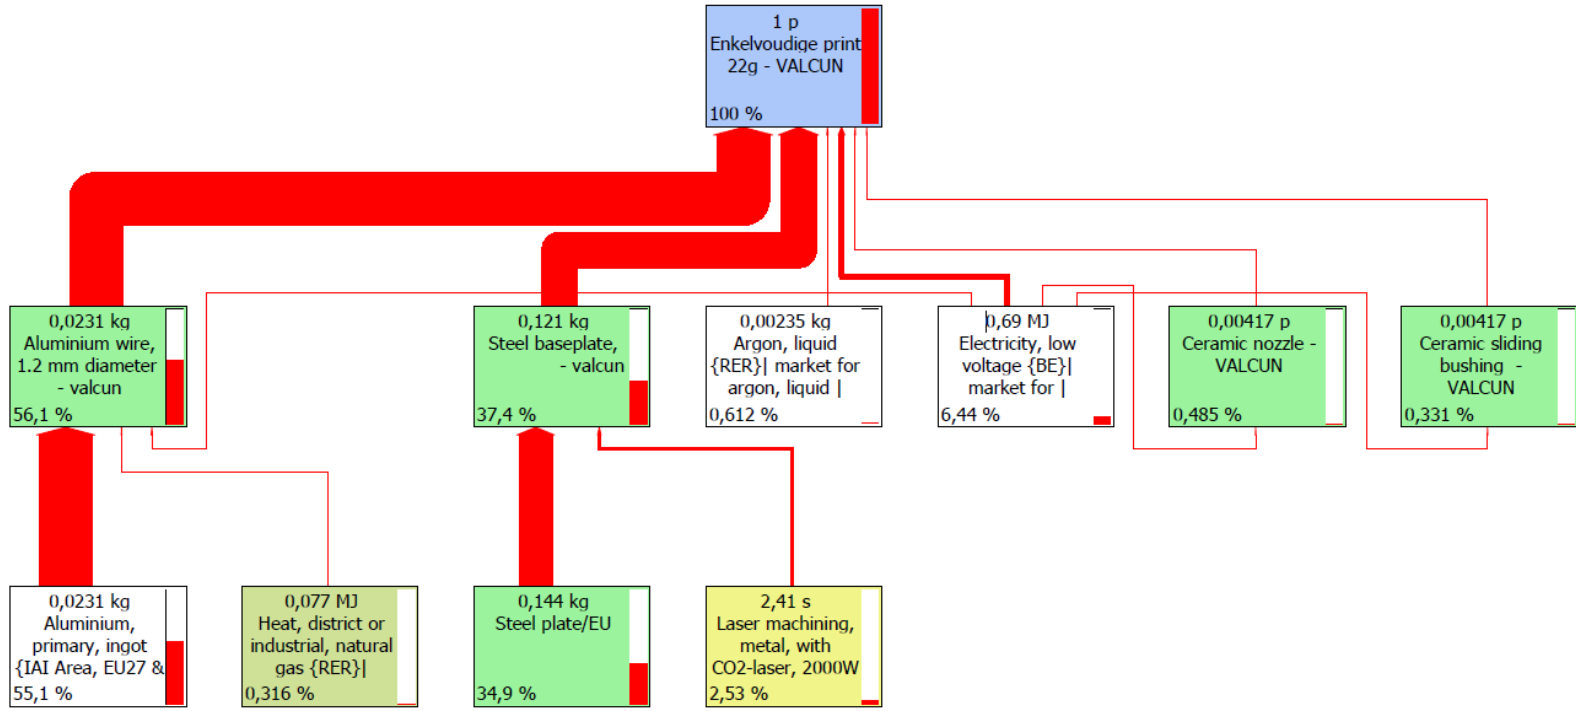 1 p
Enkelvoudige print
22g - VALCUN
100 %
0,0231 kg
Aluminium wire,
1.2 mm diameter
- valcun
56,1 %
0,121 kg
Steel baseplate,
- valcun
37,4 %
0,00235 kg
Argon, liquid
{RER}| market for
argon, liquid |
0,612 %
0,69 MJ
Electricity, low
voltage {BE}|
market for |
6,44 %
0,00417 p
Ceramic nozzle -
VALCUN
0,485 %
0,00417 p
Ceramic sliding
bushing -
VALCUN
0,331 %
0,0231 kg
Aluminium,
primary, ingot
{IAI Area, EU27 &
55,1 %
0,077 MJ
Heat, district or
industrial, natural
gas {RER}|
0,316 %
0,144 kg
Steel plate/EU
34,9 %
2,41 s
Laser machining,
metal, with
CO2-laser, 2000W
2,53 %